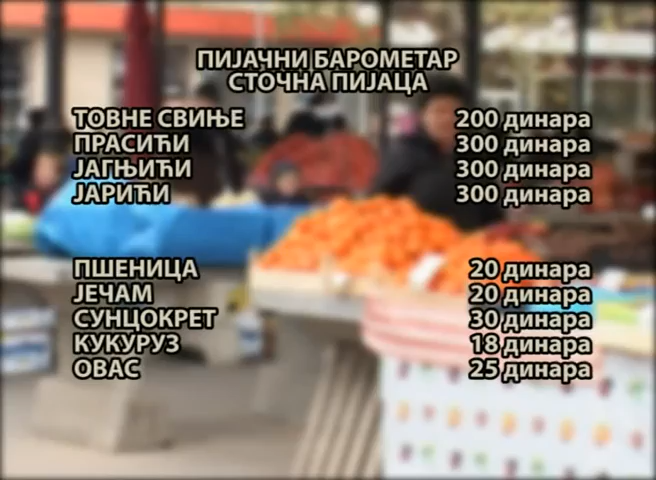 ПИЈАЧНИ БАРОМЕТАР
СТОЧНА ПИЈАЦА
ТОВНЕ СВИЊЕ 200 динара
ПРАСИЋИ 300 динара
ЈАГЊИЋИ 300 динара
ЈАРИЋИ 300 динара
ПШЕНИЦА 20 динара
ЈЕЧАМ 20 динара
СУНЦОКРЕТ 30 динара
КУКУРУЗ 18 динара
ОВАС 25 динара